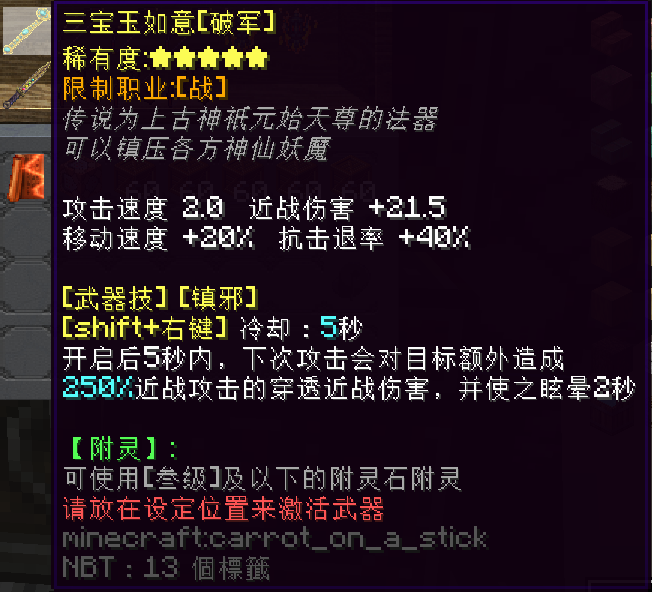 三宝玉如意[破军]
稀有度:★★★★★
限制职业:[战]
传说为上古神祇元始天尊的法器
可以镇压各方神仙妖魔
攻击速度 2.0 近战伤害 +21.5
移动速度 +20% 抗击退率 +40%
[武器技] [镇邪]
[shift+右键] 冷却：5秒
开启后5秒内，下次攻击会对目标额外造成
250%近战攻击的穿透近战伤害，并使之眩晕2秒
【附灵】:
可使用[叁级]及以下的附灵石附灵
请放在设定位置来激活武器
minecraft:carrot_on_a_stick
NBT：13 個標籤